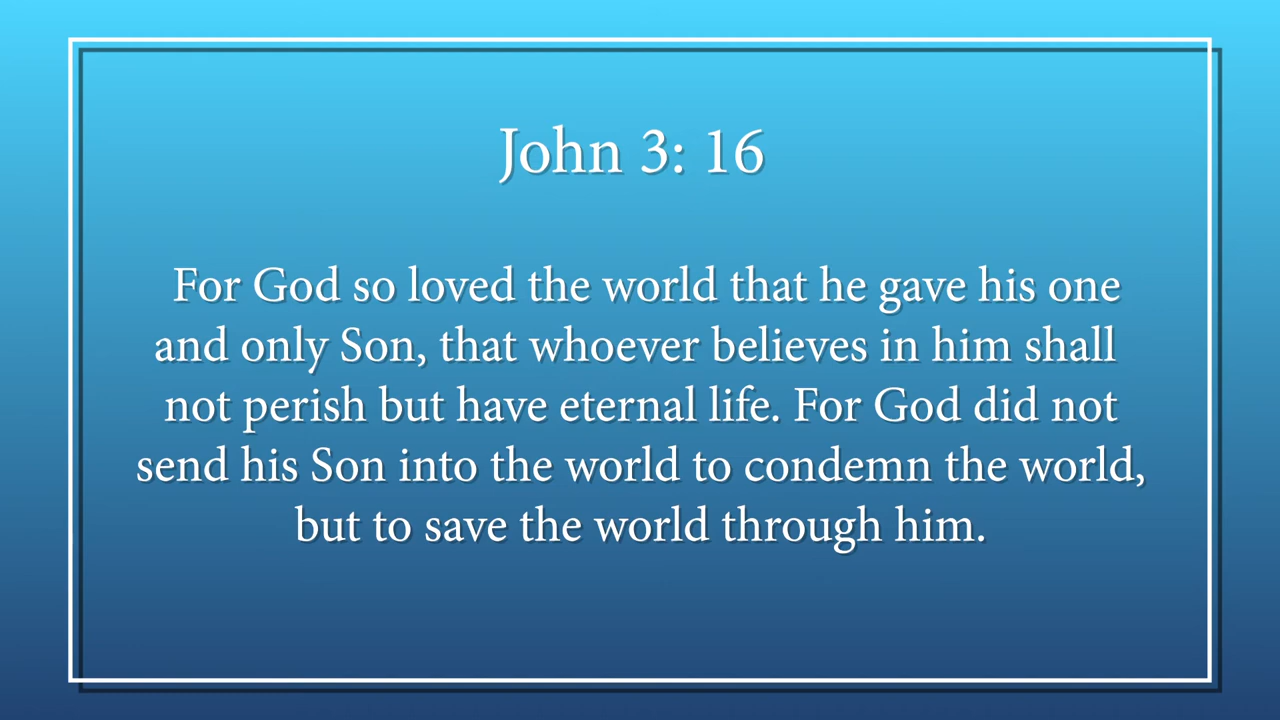 John 3: 16
For God so loved the world that he gave his one
and only Son, that whoever believes in him shall
not perish but have eternal life. For God did not
send his Son into the world to condemn the world,
but to save the world through him.